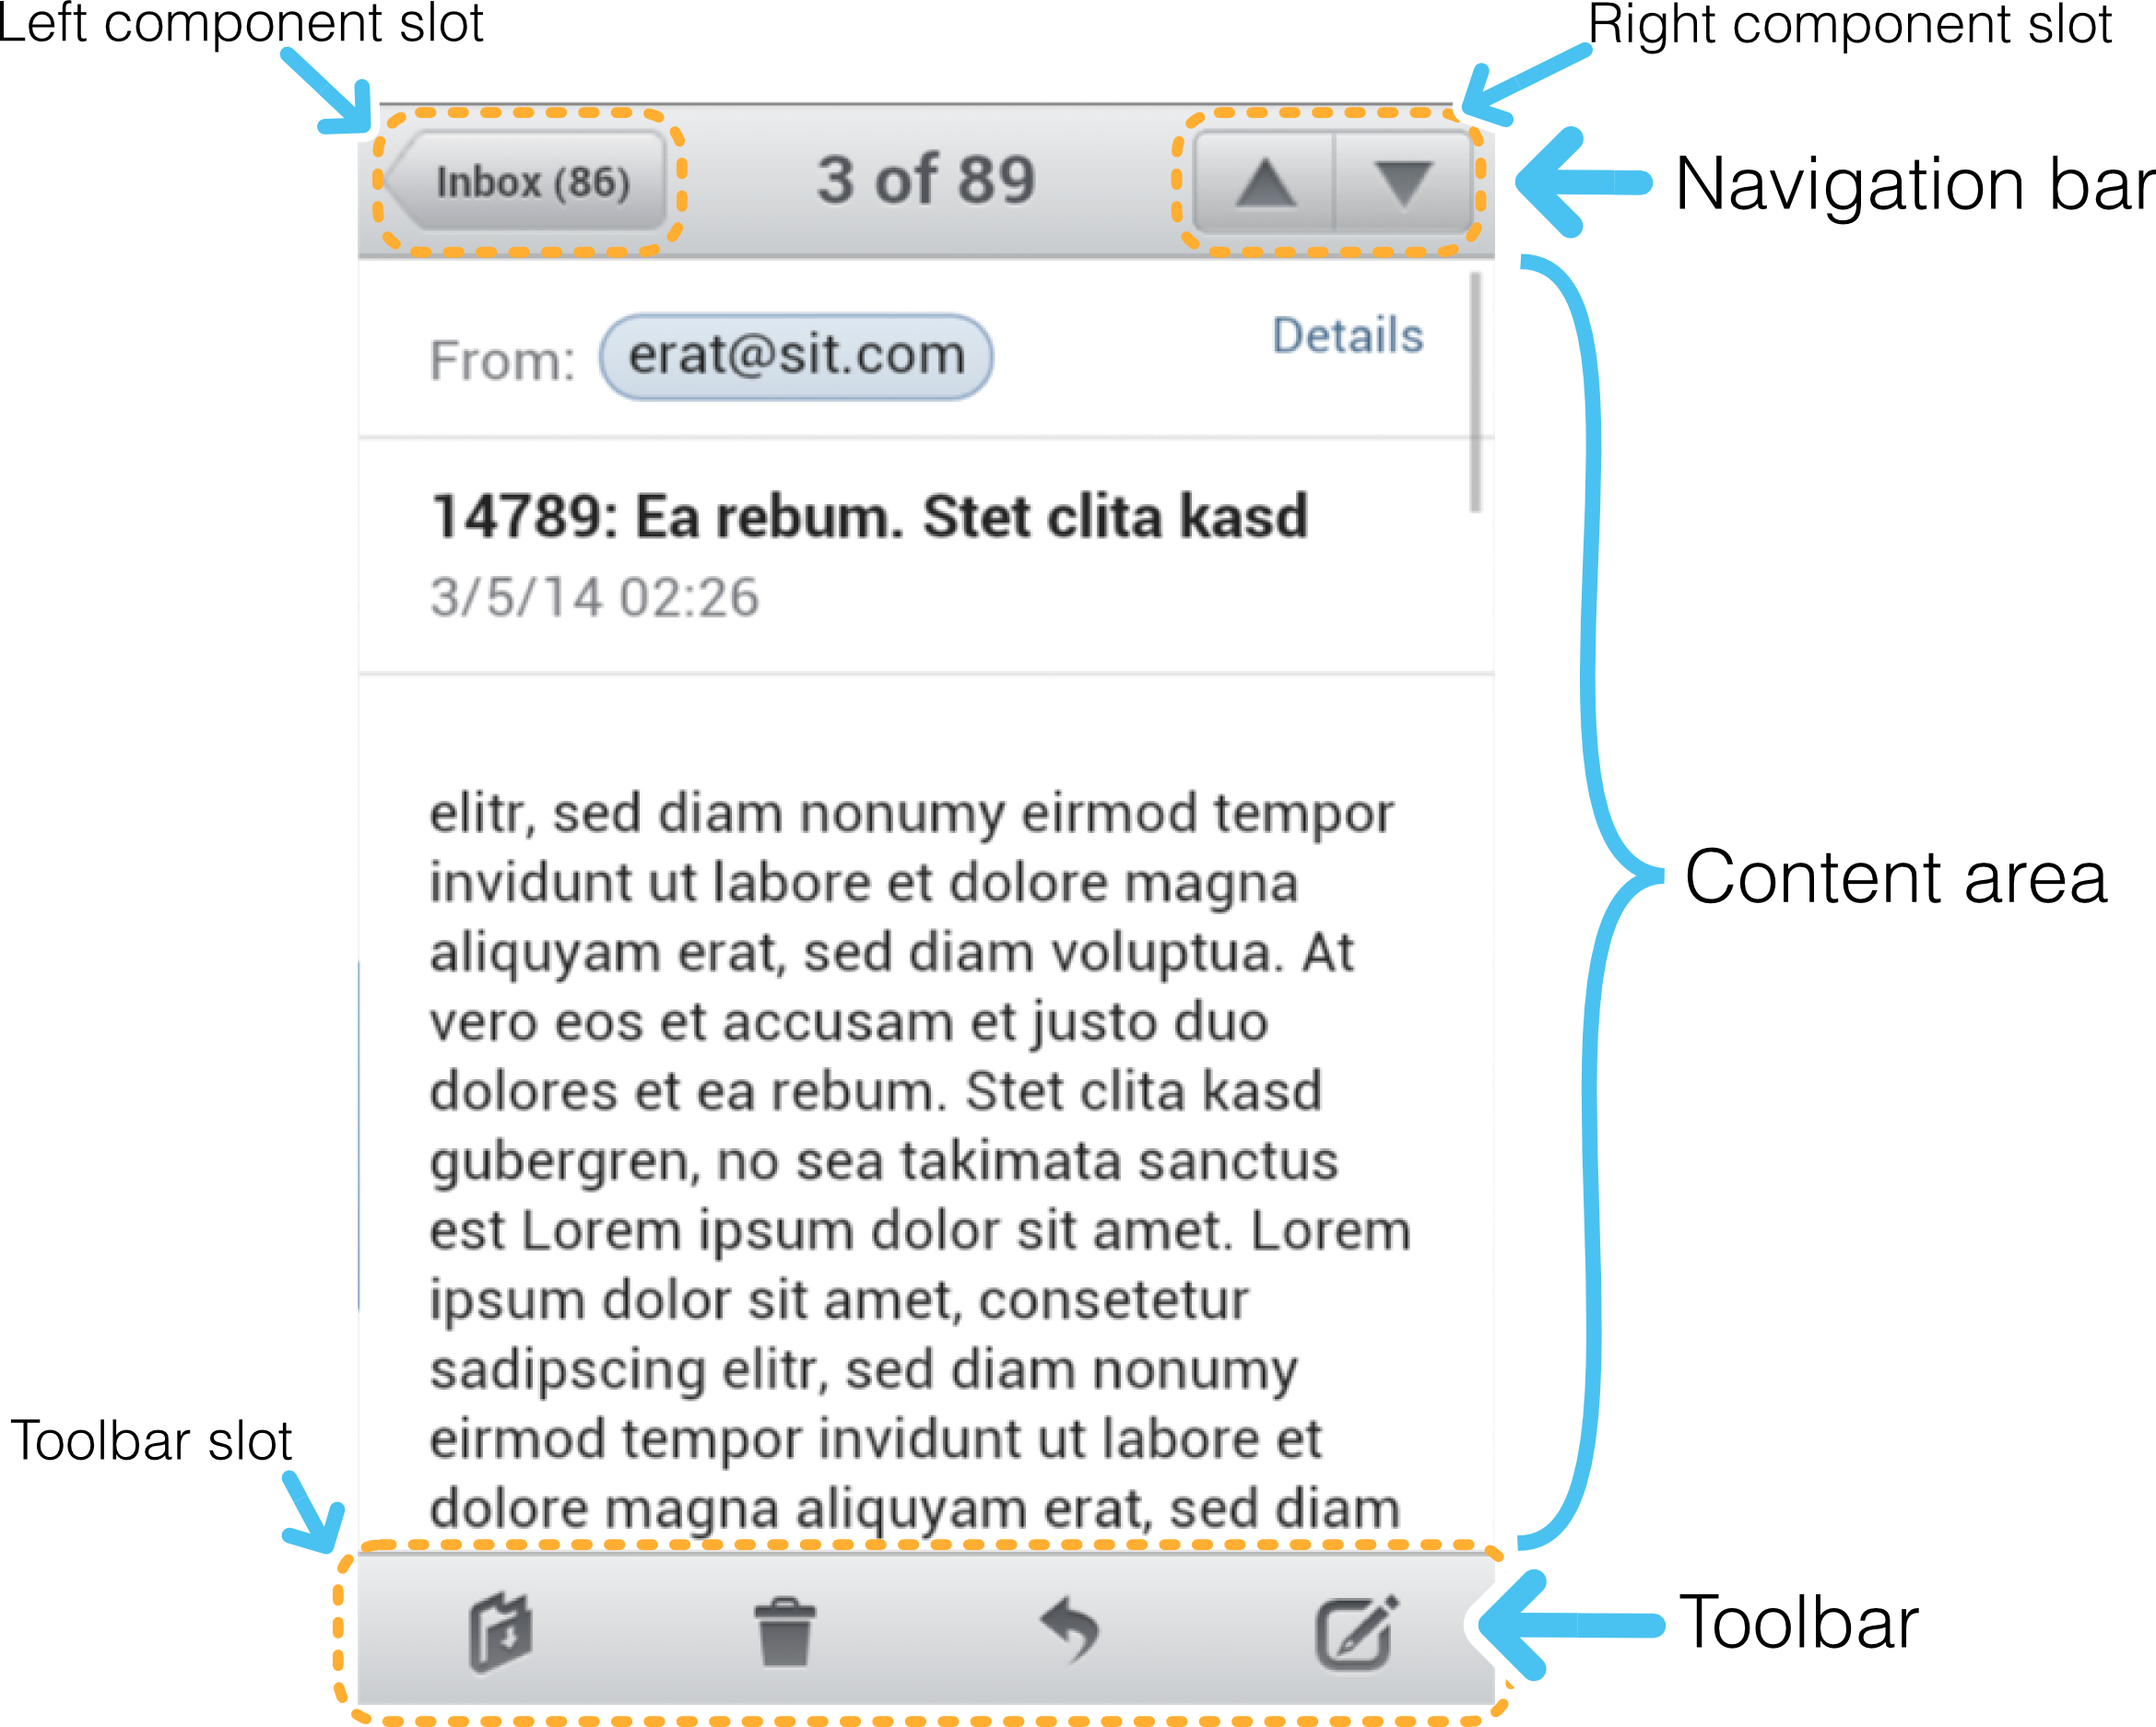 Left component slot
Right component slot
Inbox (86)
3 of 89
Navigation bar
From: erat@sit.com
Details
14789: Ea rebum. Stet clita kasd
3/5/14 02:26
elitr, sed diam nonumy eirmod tempor
invidunt ut labore et dolore magna
aliquyam erat, sed diam voluptua. At
vero eos et accusam et justo duo
dolores et ea rebum. Stet clita kasd
gubergren, no sea takimata sanctus
est Lorem ipsum dolor sit amet. Lorem
ipsum dolor sit amet, consetetur
sadipscing elitr, sed diam nonumy
eirmod tempor invidunt ut labore et
dolore magna aliquyam erat, sed diam
Content area
Toolbar slot
Toolbar